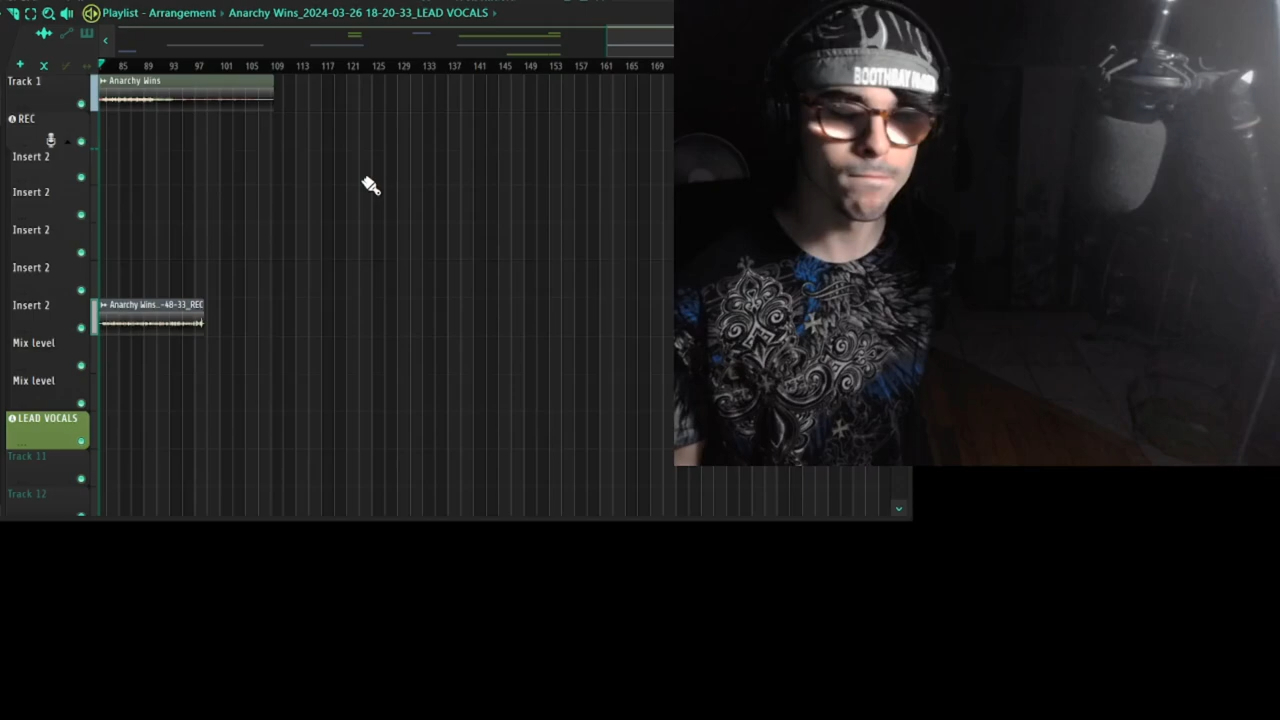 Playlist - Arrangement › Anarchy Wins_2024-03-26 18-20-33_LEAD VOCALS ›
85 89 93 97 101 105 109 113 117 121 125 129 133 137 141 145 149 153 157 161 165 169
Track 1
Anarchy Wins
REC
Insert 2
Insert 2
Insert 2
Insert 2
Insert 2
Anarchy Wins..-48-33_REC
Mix level
Mix level
LEAD VOCALS
...
Track 11
Track 12
BOOTHBAY